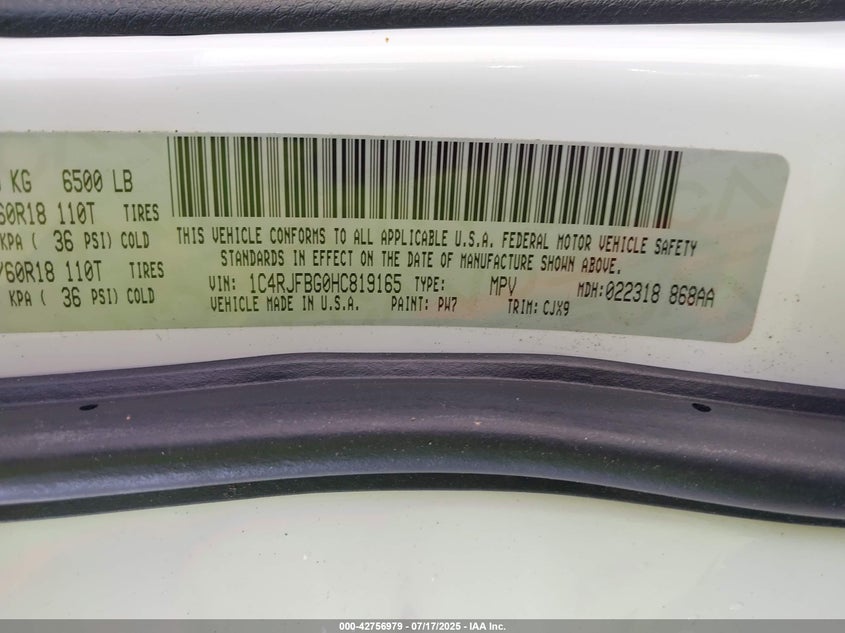 KG 6500 LB
60R18 110T TIRES
KPA ( 36 PSI) COLD
/60R18 110T TIRES
KPA ( 36 PSI) COLD
THIS VEHICLE CONFORMS TO ALL APPLICABLE U.S.A. FEDERAL MOTOR VEHICLE SAFETY
STANDARDS IN EFFECT ON THE DATE OF MANUFACTURE SHOWN ABOVE.
VIN: 1C4RJFBG0HC819165 TYPE: MPV MDH: 022318 868AA
VEHICLE MADE IN U.S.A. PAINT: PW7 TRIM: CJX9
000-42756979 - 07/17/2025 - IAA Inc.